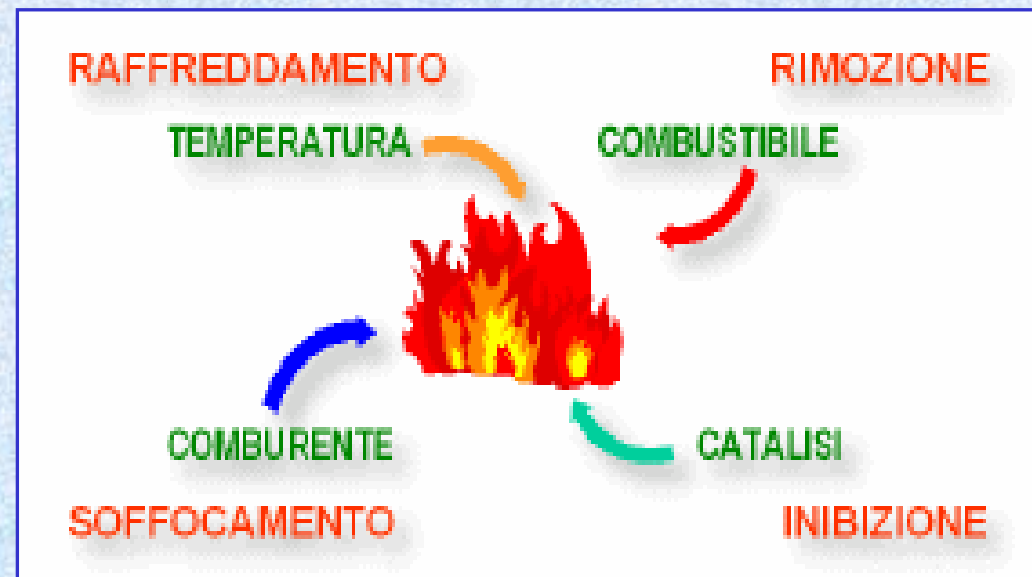 RAFFREDDAMENTO RIMOZIONE
TEMPERATURA COMBUSTIBILE
COMBURENTE CATALISI
SOFFOCAMENTO INIBIZIONE